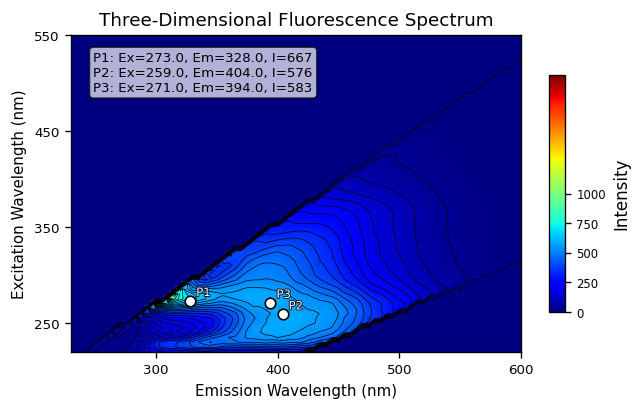 Three-Dimensional Fluorescence Spectrum
550
450
350
250
Excitation Wavelength (nm)
P1: Ex=273.0, Em=328.0, I=667
P2: Ex=259.0, Em=404.0, I=576
P3: Ex=271.0, Em=394.0, I=583
P1
P3
P2
300
400
500
600
Emission Wavelength (nm)
1000
750
500
250
0
Intensity